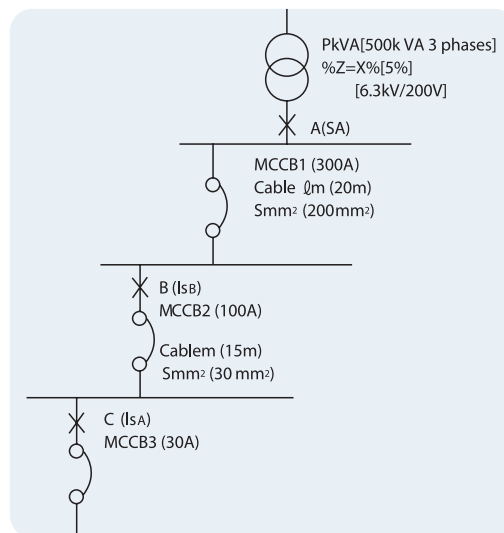 PkVA[500k VA 3 phases]
%Z=X%[5%]
[6.3kV/200V]
A(SA)
MCCB1 (300A)
Cable ℓm (20m)
Smm² (200mm²)
B (IsB)
MCCB2 (100A)
Cablem (15m)
Smm² (30 mm²)
C (IsA)
MCCB3 (30A)